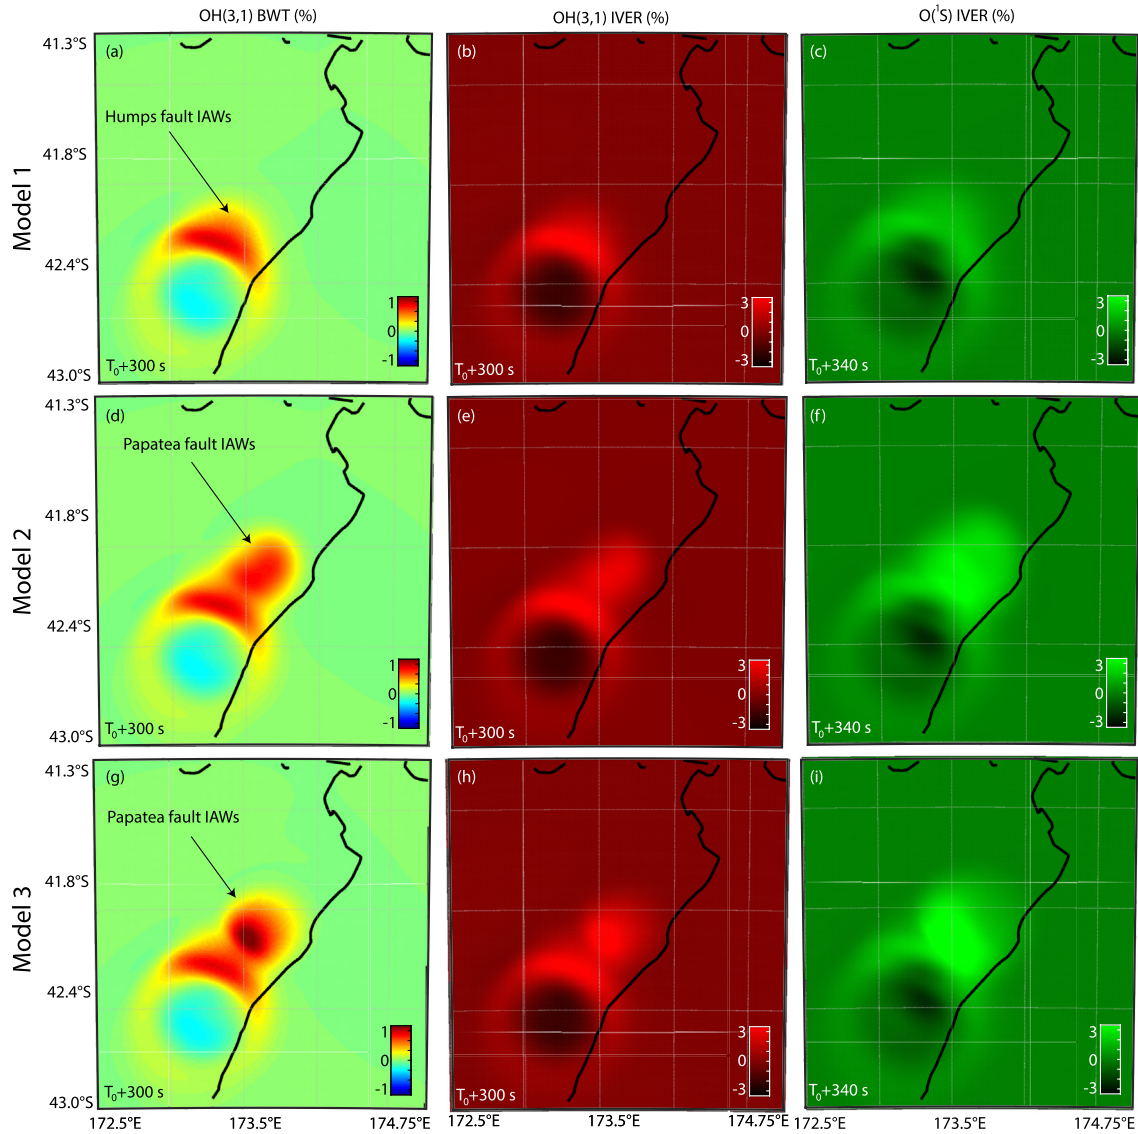 OH(3,1) BWT (%)
OH(3,1) IVER (%)
O(¹S) IVER (%)
Model 1
41.3°S
41.8°S
42.4°S
43.0°S
(a)
Humps fault IAWs
T₀+300 s
1
0
-1
(b)
T₀+300 s
3
0
-3
(c)
T₀+340 s
3
0
-3
Model 2
41.3°S
41.8°S
42.4°S
43.0°S
(d)
Papatea fault IAWs
T₀+300 s
1
0
-1
(e)
T₀+300 s
3
0
-3
(f)
T₀+340 s
3
0
-3
Model 3
41.3°S
41.8°S
42.4°S
43.0°S
(g)
Papatea fault IAWs
T₀+300 s
1
0
-1
(h)
T₀+300 s
3
0
-3
(i)
T₀+340 s
3
0
-3
172.5°E 173.5°E 174.75°E
172.5°E 173.5°E 174.75°E
172.5°E 173.5°E 174.75°E